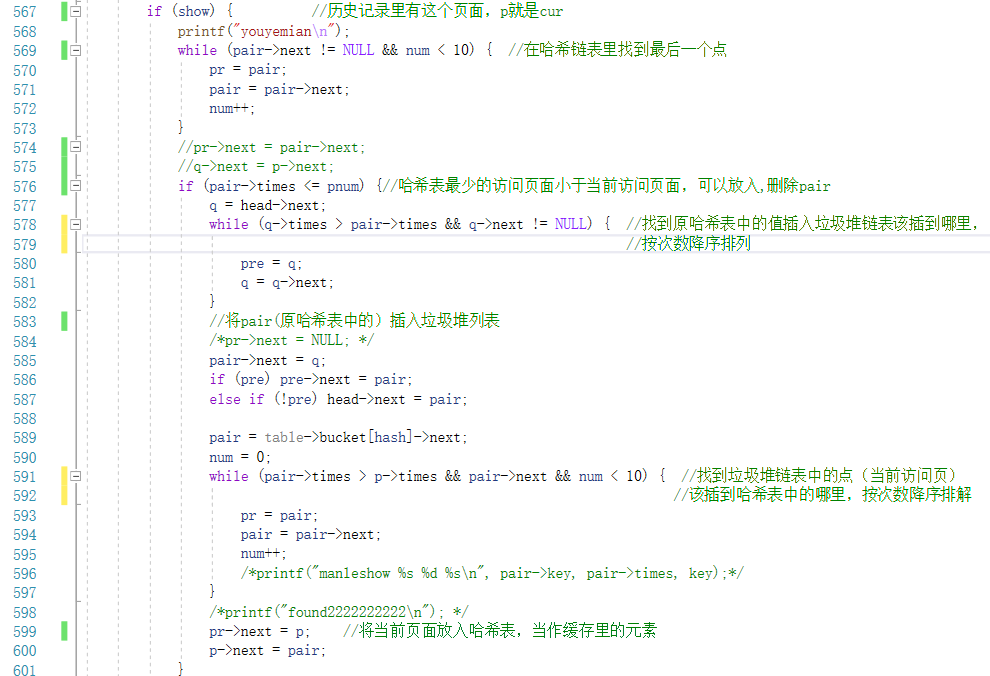 567 if (show) { //历史记录里有这个页面，p就是cur
568 printf("youyemian\n");
569 while (pair->next != NULL && num < 10) { //在哈希链表里找到最后一个点
570 pr = pair;
571 pair = pair->next;
572 num++;
573 }
574 //pr->next = pair->next;
575 //q->next = p->next;
576 if (pair->times <= pnum) {//哈希表最少的访问页面小于当前访问页面，可以放入,删除pair
577 q = head->next;
578 while (q->times > pair->times && q->next != NULL) { //找到原哈希表中的值插入垃圾堆链表该插到哪里，
579 //按次数降序排列
580 pre = q;
581 q = q->next;
582 }
583 //将pair(原哈希表中的）插入垃圾堆列表
584 /*pr->next = NULL; */
585 pair->next = q;
586 if (pre) pre->next = pair;
587 else if (!pre) head->next = pair;
588
589 pair = table->bucket[hash]->next;
590 num = 0;
591 while (pair->times > p->times && pair->next && num < 10) { //找到垃圾堆链表中的点（当前访问页）
592 //该插到哈希表中的哪里，按次数降序排解
593 pr = pair;
594 pair = pair->next;
595 num++;
596 /*printf("manleshow %s %d %s\n", pair->key, pair->times, key);*/
597 }
598 /*printf("found2222222222\n"); */
599 pr->next = p; //将当前页面放入哈希表，当作缓存里的元素
600 p->next = pair;
601 }